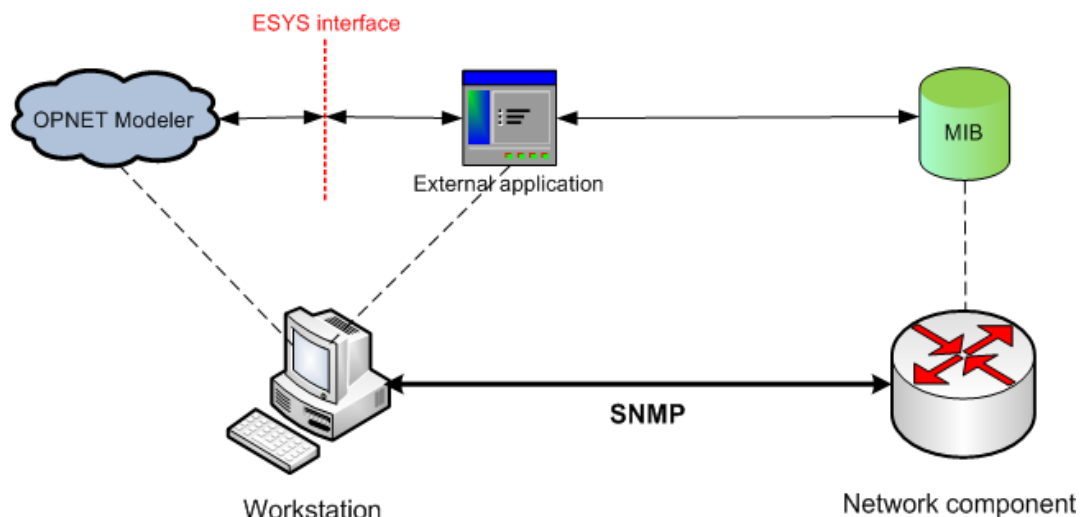 ESYS interface
OPNET Modeler
MIB
External application
SNMP
Workstation
Network component